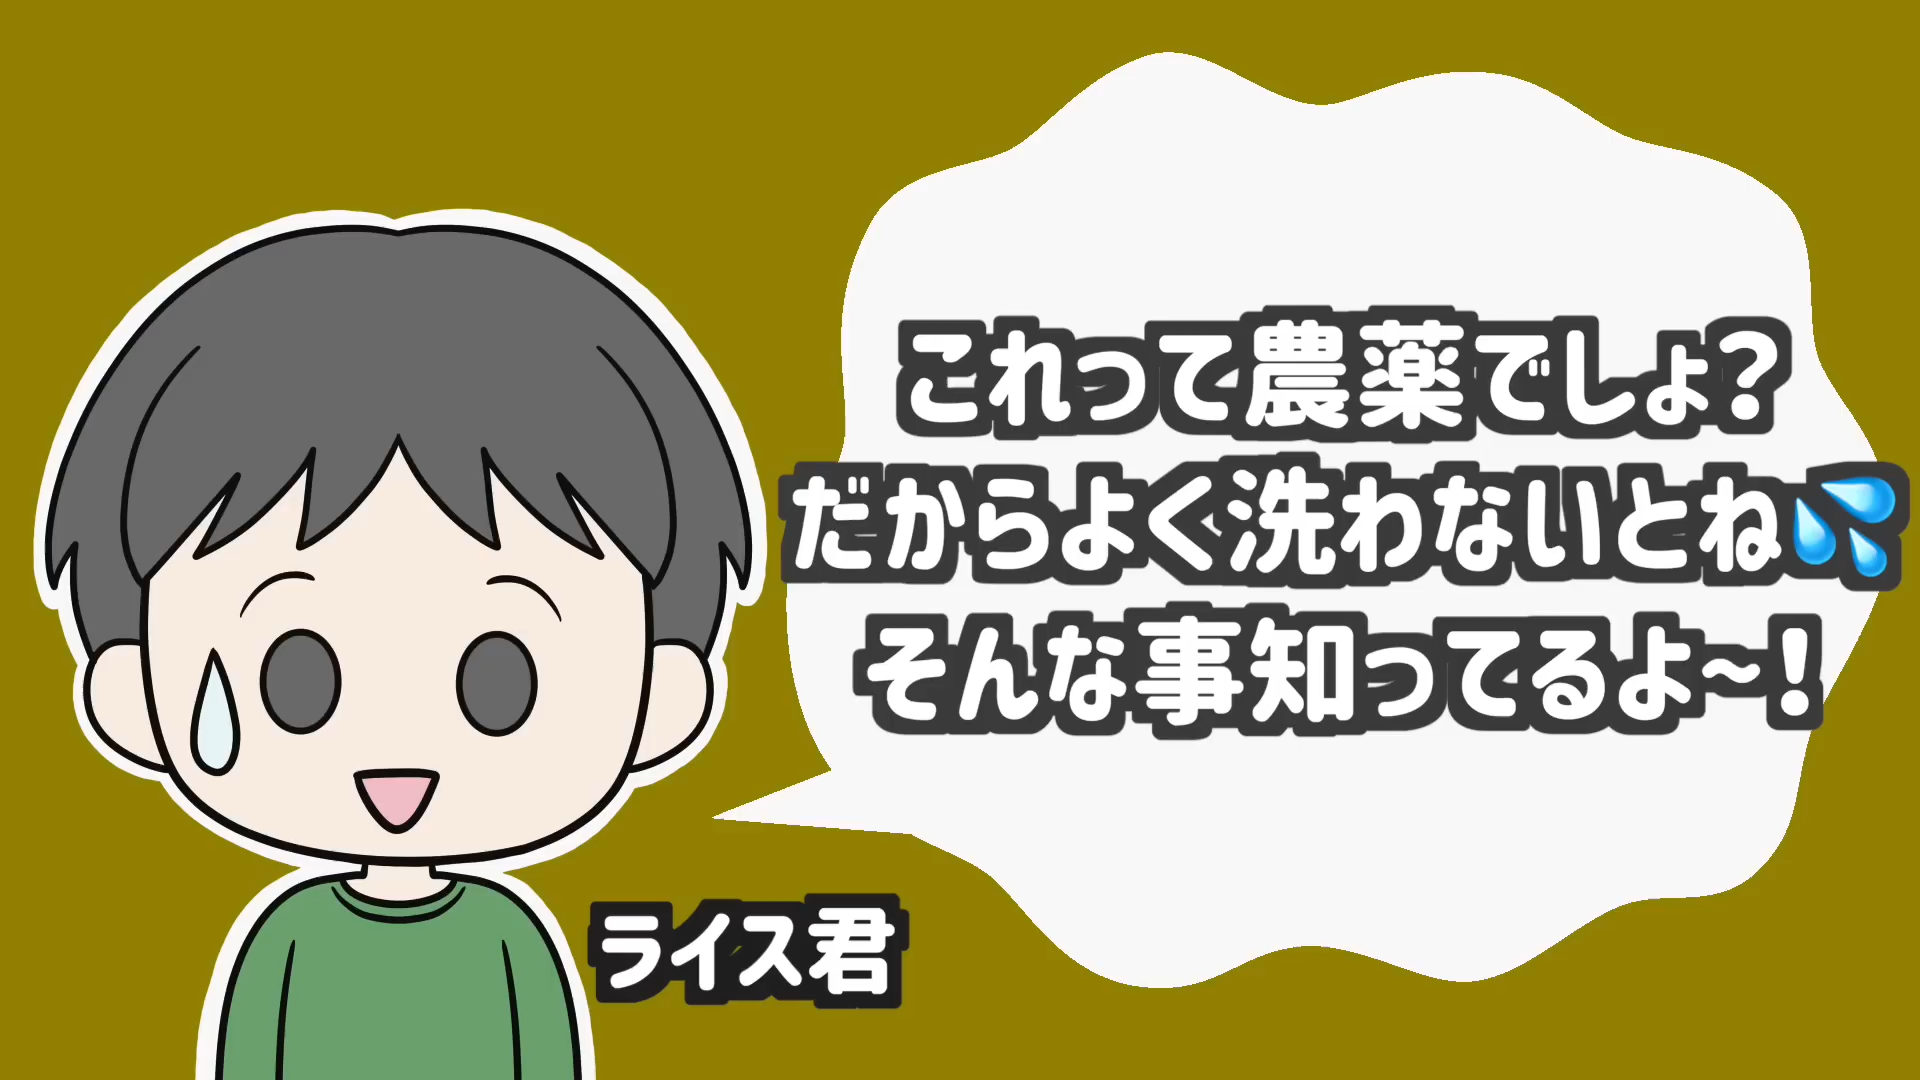 これって農薬でしょ？
だからよく洗わないとね💦
そんな事知ってるよ～！
ライス君